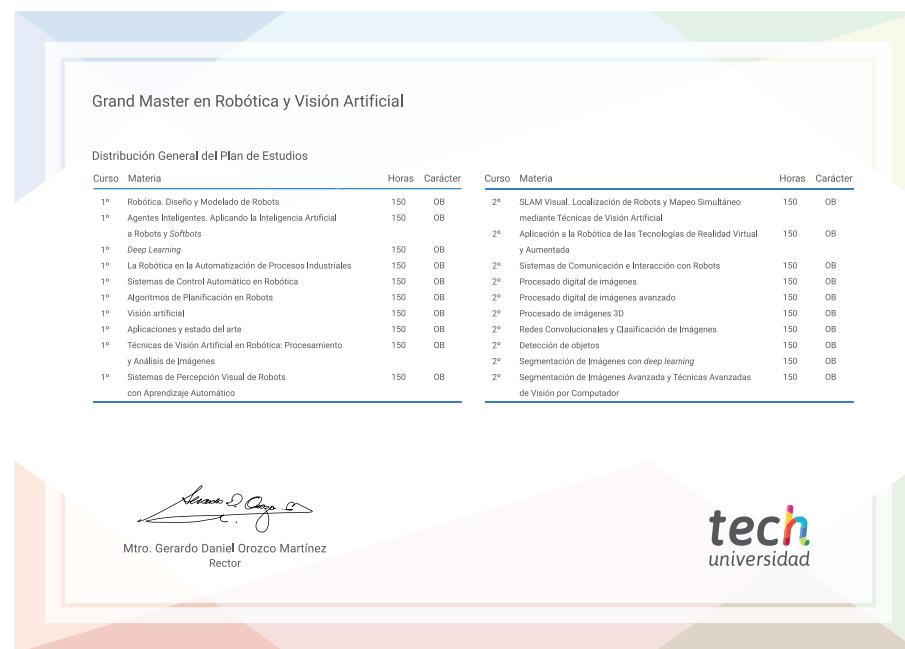 Grand Master en Robótica y Visión Artificial
Distribución General del Plan de Estudios
Curso Materia Horas Carácter
1º Robótica. Diseño y Modelado de Robots 150 OB
1º Agentes Inteligentes. Aplicando la Inteligencia Artificial 150 OB
a Robots y Softbots
1º Deep Learning 150 OB
1º La Robótica en la Automatización de Procesos Industriales 150 OB
1º Sistemas de Control Automático en Robótica 150 OB
1º Algoritmos de Planificación en Robots 150 OB
1º Visión artificial 150 OB
1º Aplicaciones y estado del arte 150 OB
1º Técnicas de Visión Artificial en Robótica: Procesamiento 150 OB
y Análisis de Imágenes
1º Sistemas de Percepción Visual de Robots 150 OB
con Aprendizaje Automático
Curso Materia Horas Carácter
2º SLAM Visual. Localización de Robots y Mapeo Simultáneo 150 OB
mediante Técnicas de Visión Artificial
2º Aplicación a la Robótica de las Tecnologías de Realidad Virtual 150 OB
y Aumentada
2º Sistemas de Comunicación e Interacción con Robots 150 OB
2º Procesado digital de imágenes 150 OB
2º Procesado digital de imágenes avanzado 150 OB
2º Procesado de imágenes 3D 150 OB
2º Redes Convolucionales y Clasificación de Imágenes 150 OB
2º Detección de objetos 150 OB
2º Segmentación de Imágenes con deep learning 150 OB
2º Segmentación de Imágenes Avanzada y Técnicas Avanzadas 150 OB
de Visión por Computador
Mtro. Gerardo Daniel Orozco Martínez
Rector
tech
universidad